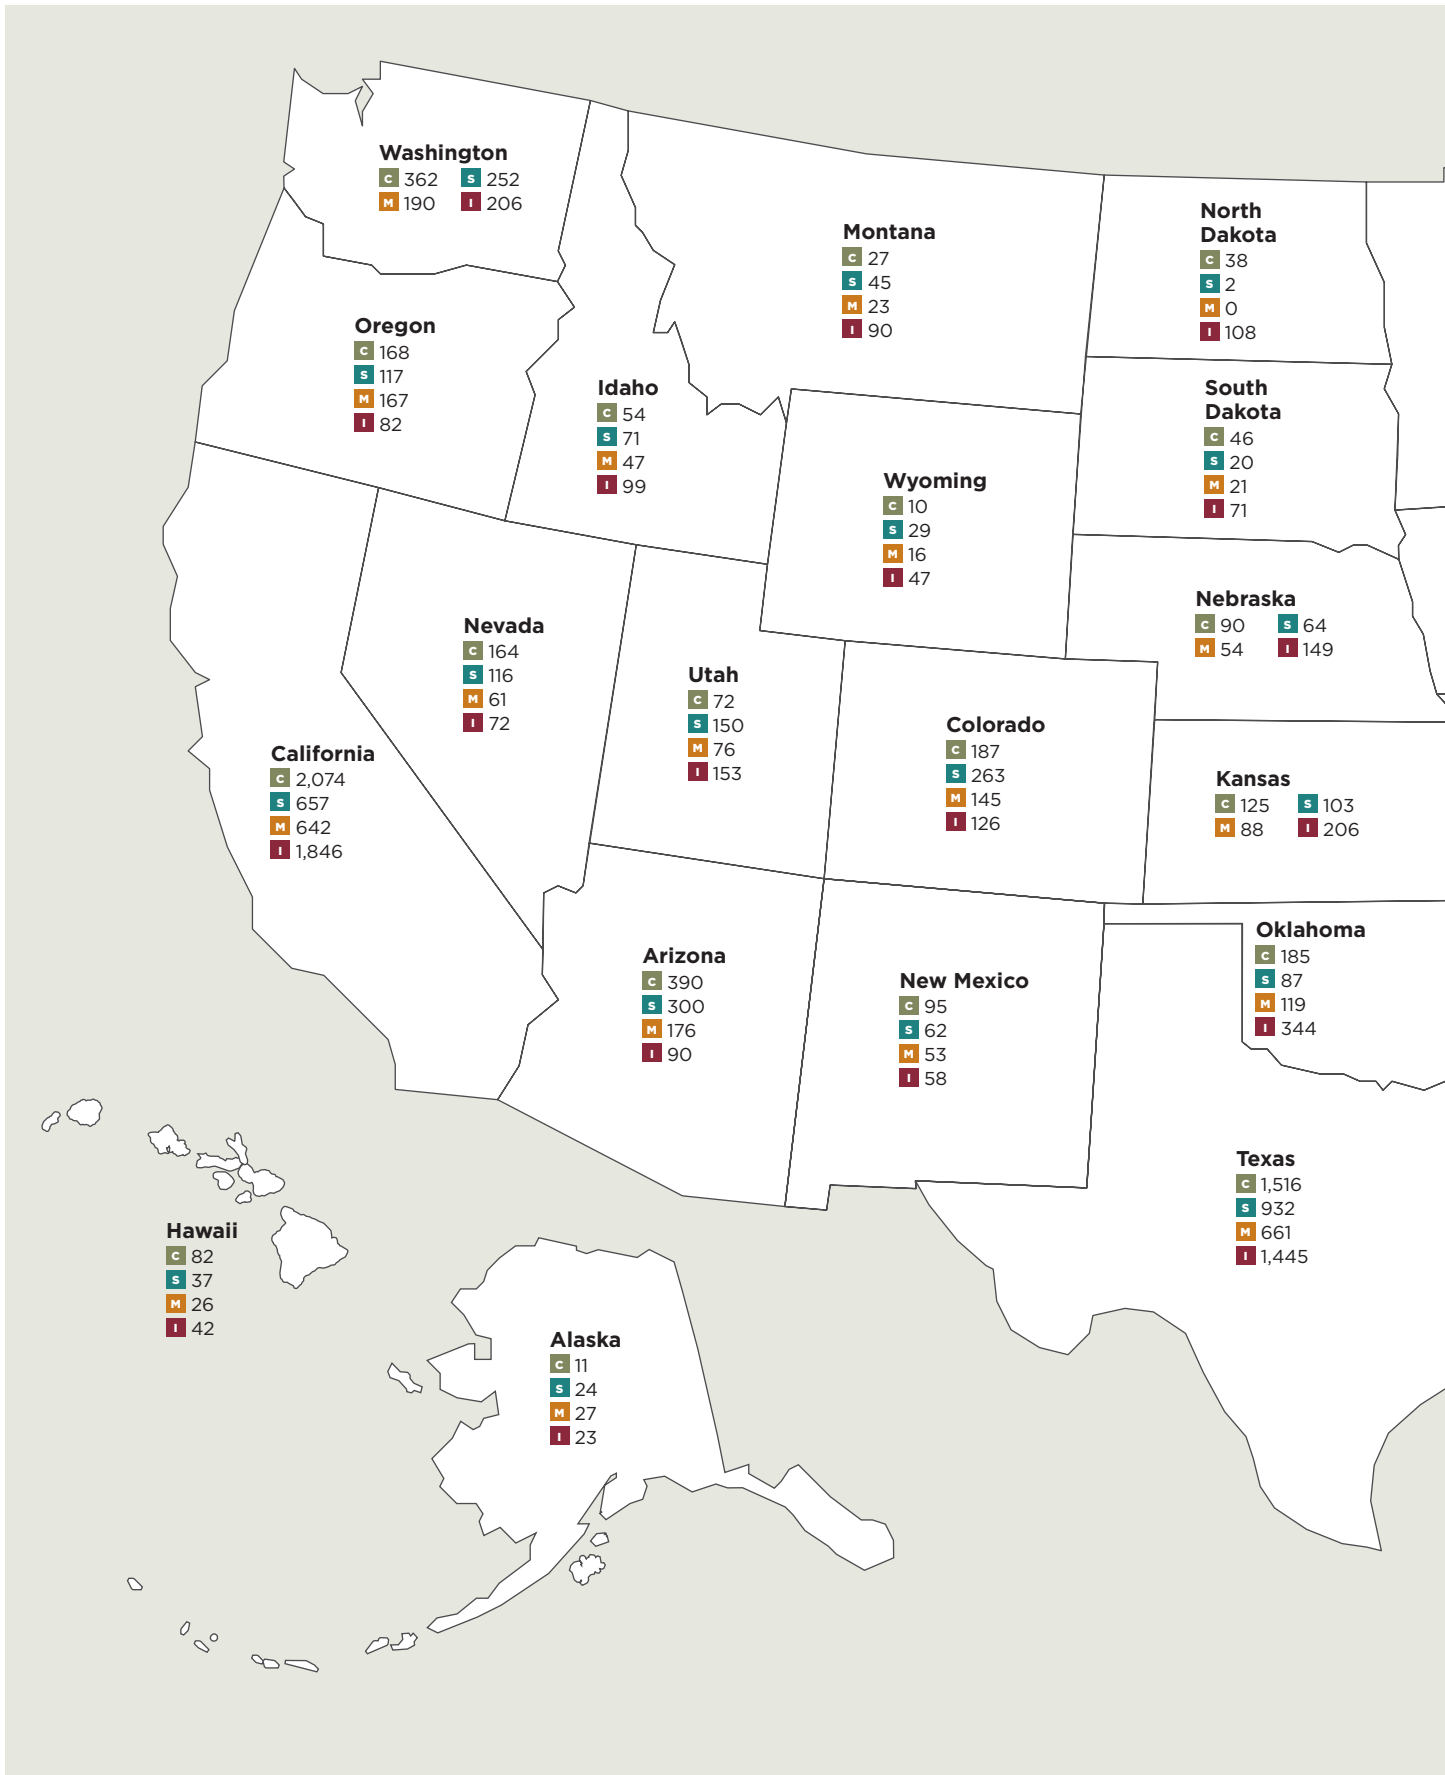 Washington
C 362 S 252
M 190 I 206
Montana
C 27
S 45
M 23
I 90
North
Dakota
C 38
S 2
M 0
I 108
Oregon
C 168
S 117
M 167
I 82
Idaho
C 54
S 71
M 47
I 99
South
Dakota
C 46
S 20
M 21
I 71
Wyoming
C 10
S 29
M 16
I 47
Nebraska
C 90 S 64
M 54 I 149
Nevada
C 164
S 116
M 61
I 72
Utah
C 72
S 150
M 76
I 153
Colorado
C 187
S 263
M 145
I 126
California
C 2,074
S 657
M 642
I 1,846
Kansas
C 125 S 103
M 88 I 206
Oklahoma
C 185
S 87
M 119
I 344
Arizona
C 390
S 300
M 176
I 90
New Mexico
C 95
S 62
M 53
I 58
Texas
C 1,516
S 932
M 661
I 1,445
Hawaii
C 82
S 37
M 26
I 42
Alaska
C 11
S 24
M 27
I 23